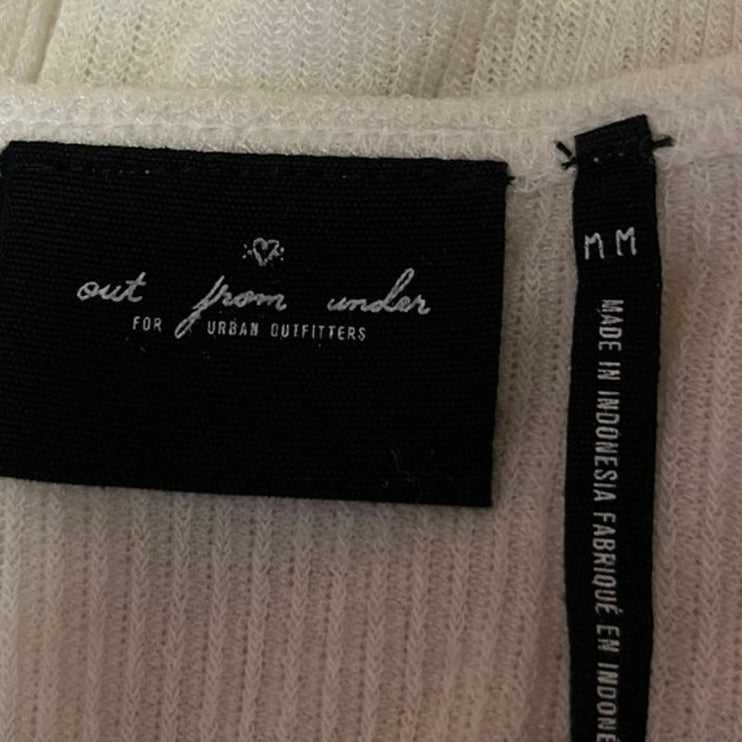 out from under
FOR URBAN OUTFITTERS
M M
MADE IN INDONESIA FABRIQUÉ EN INDONÉ